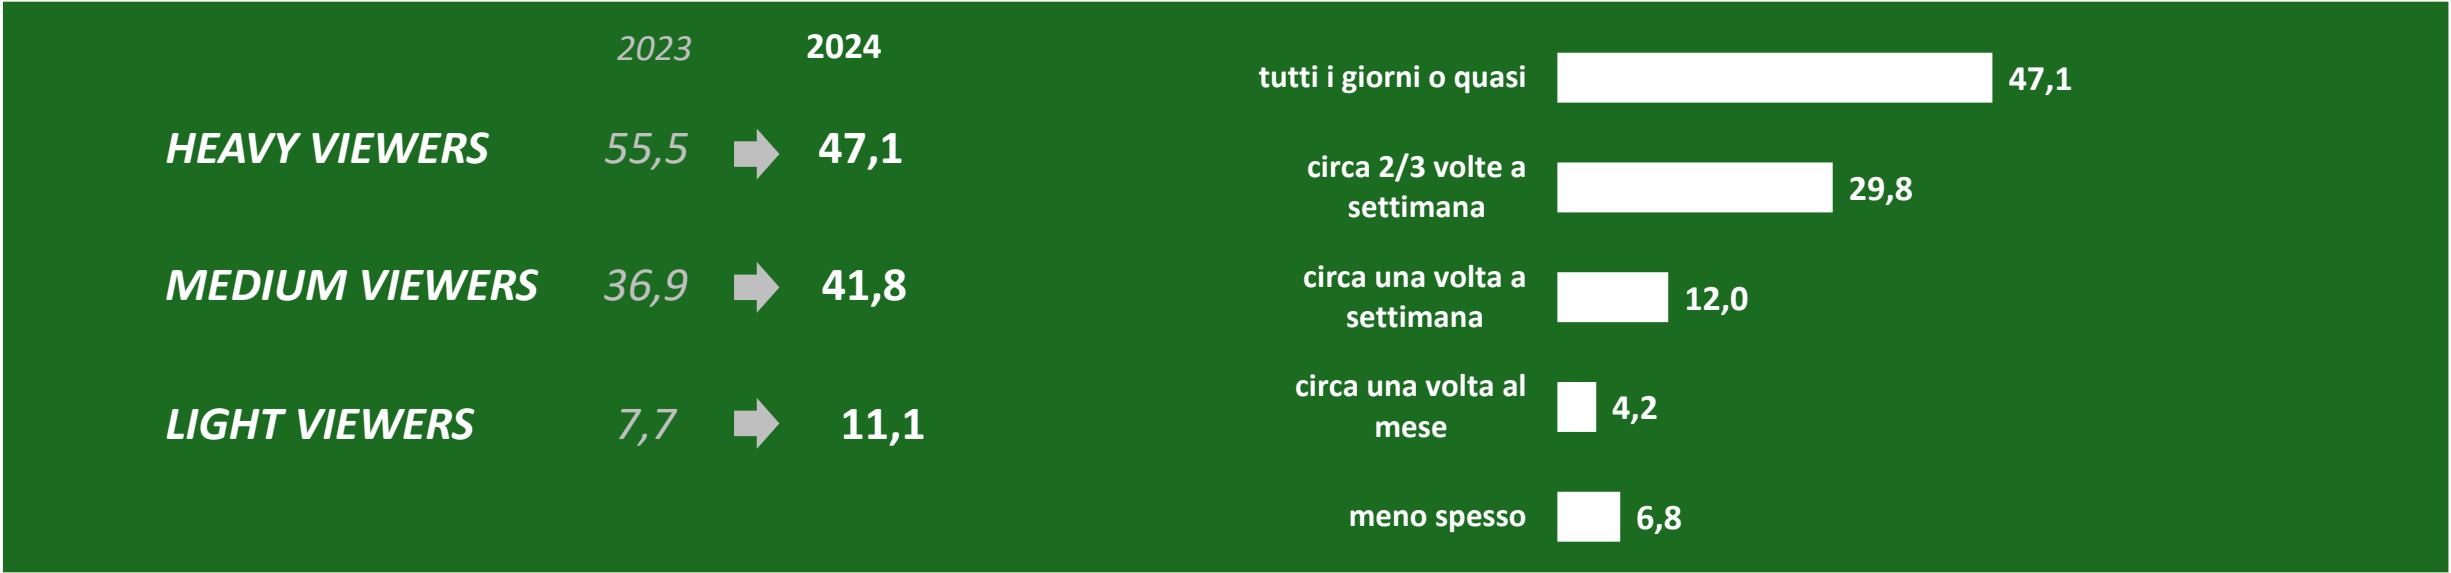 2023 2024
HEAVY VIEWERS 55,5 47,1
MEDIUM VIEWERS 36,9 41,8
LIGHT VIEWERS 7,7 11,1
tutti i giorni o quasi 47,1
circa 2/3 volte a
settimana
29,8
circa una volta a
settimana
12,0
circa una volta al
mese
4,2
meno spesso 6,8